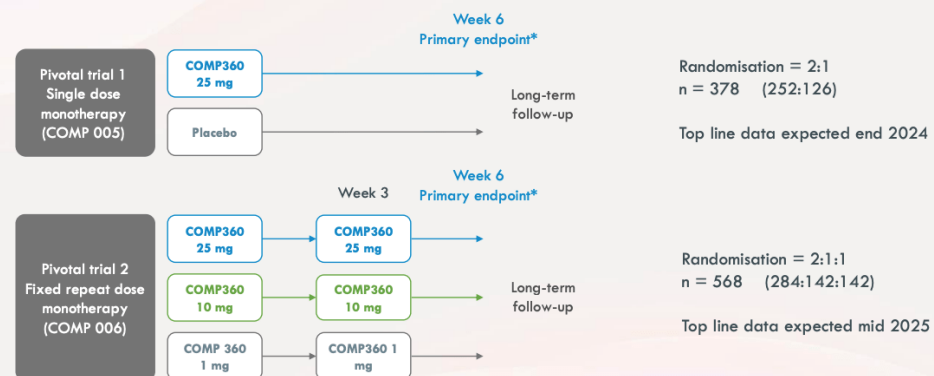 Week 6
Primary endpoint*
Pivotal trial 1
Single dose
monotherapy
(COMP 005)
COMP360
25 mg
Placebo
Long-term
follow-up
Randomisation = 2:1
n = 378 (252:126)
Top line data expected end 2024
Week 3
Week 6
Primary endpoint*
Pivotal trial 2
Fixed repeat dose
monotherapy
(COMP 006)
COMP360
25 mg
COMP360
25 mg
COMP360
10 mg
COMP360
10 mg
COMP 360
1 mg
COMP360 1
mg
Long-term
follow-up
Randomisation = 2:1:1
n = 568 (284:142:142)
Top line data expected mid 2025